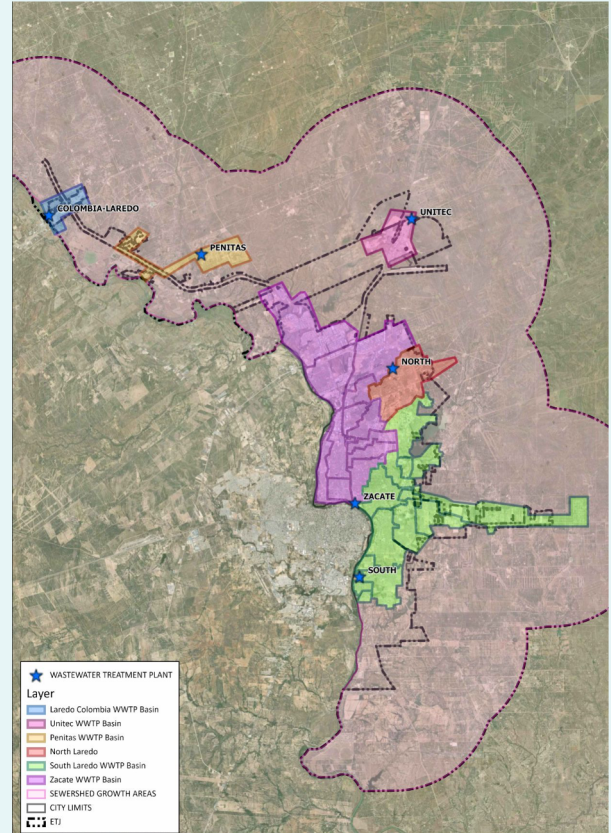 COLOMBIA-LAREDO
UNITEC
PENITAS
NORTH
ZACATE
SOUTH
WASTEWATER TREATMENT PLANT
Layer
Laredo Colombia WWTP Basin
Unitec WWTP Basin
Penitas WWTP Basin
North Laredo
South Laredo WWTP Basin
Zacate WWTP Basin
SEWERSHED GROWTH AREAS
CITY LIMITS
ETJ